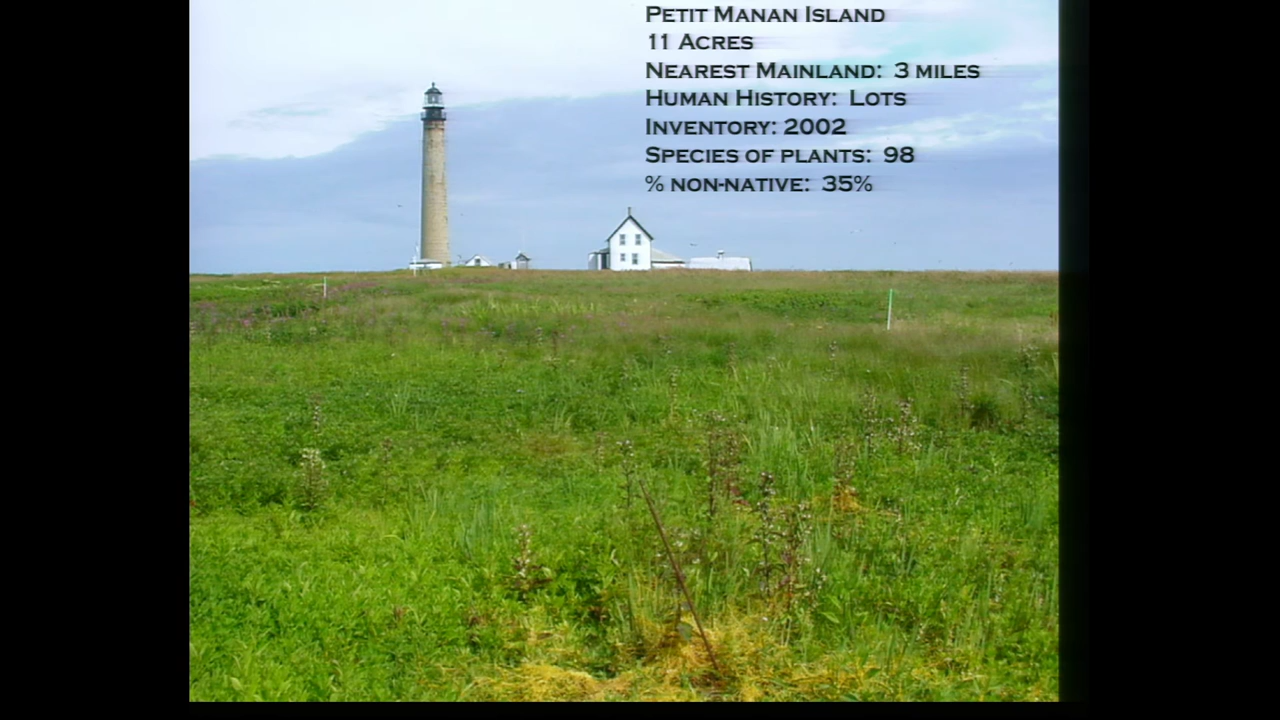 Petit Manan Island
11 Acres
Nearest Mainland: 3 miles
Human History: Lots
Inventory: 2002
Species of plants: 98
% non-native: 35%